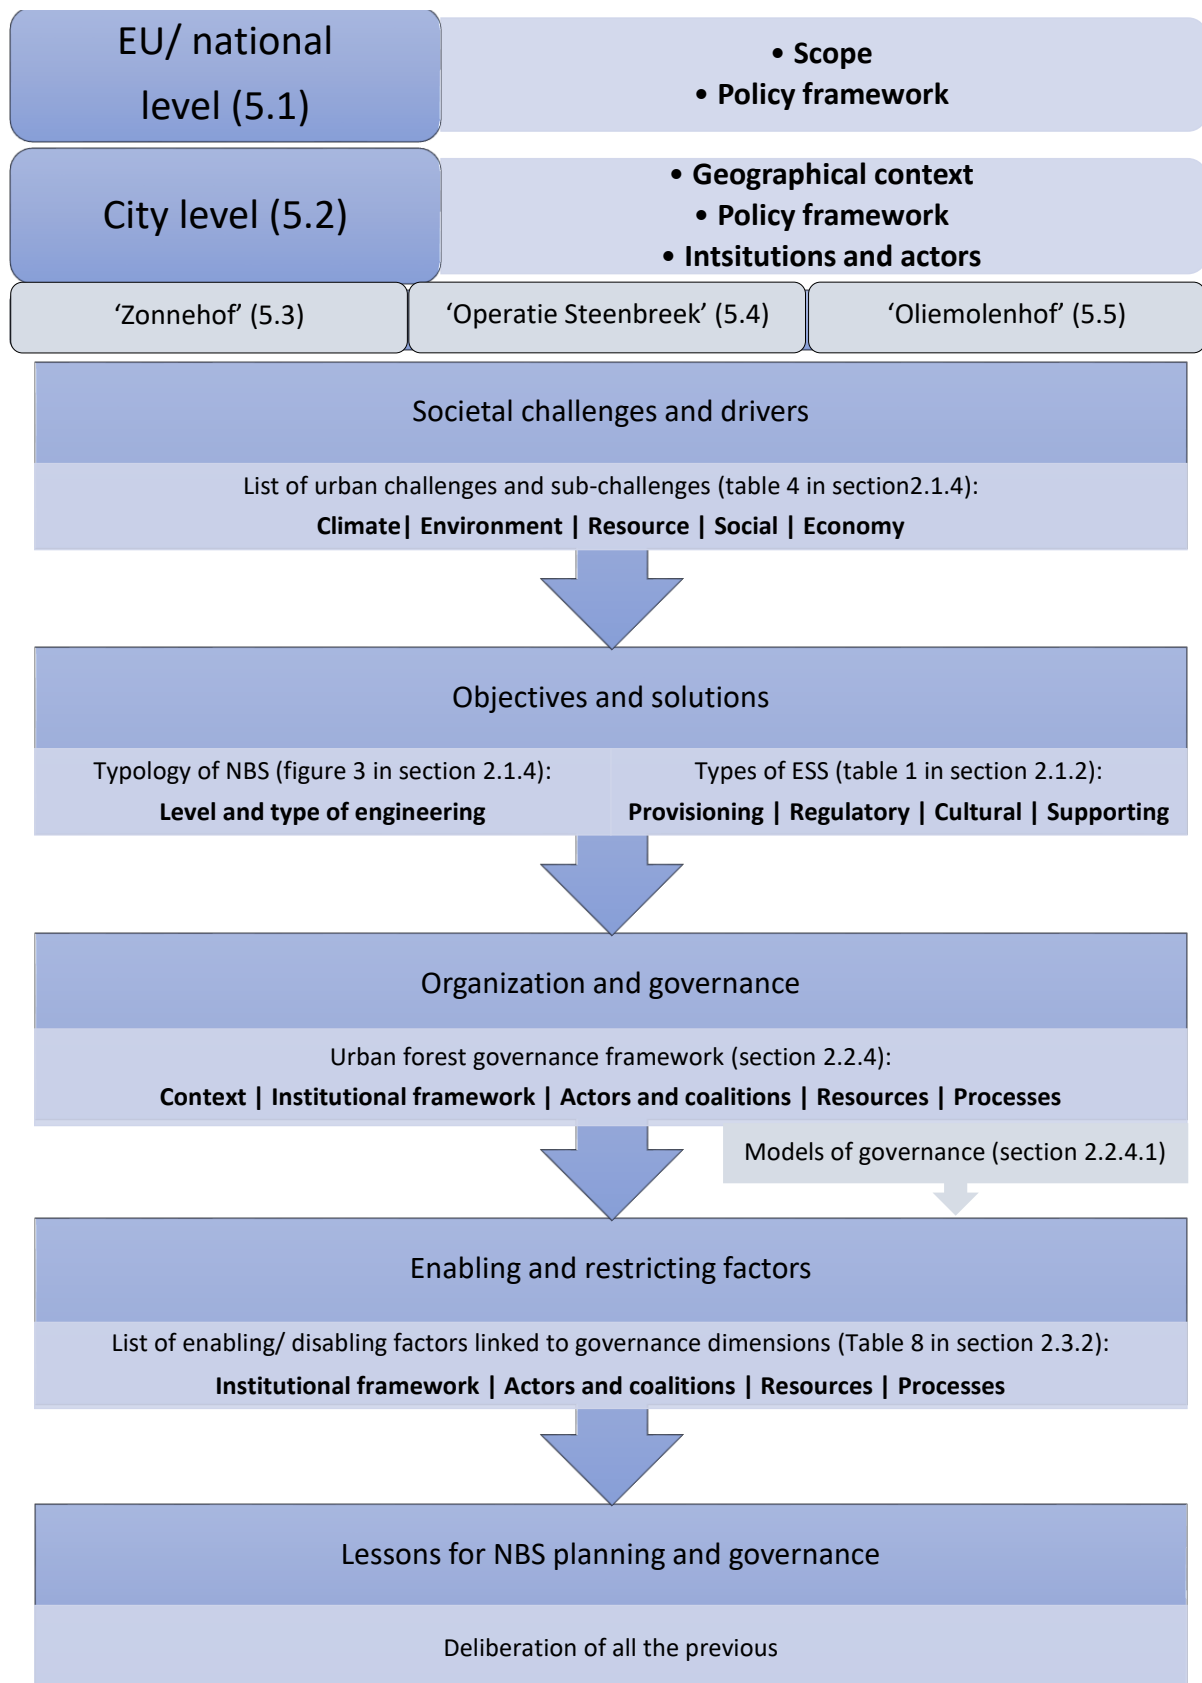 EU/ national
level (5.1)
• Scope
• Policy framework
City level (5.2)
• Geographical context
• Policy framework
• Intsitutions and actors
‘Zonnehof’ (5.3)
‘Operatie Steenbreek’ (5.4)
‘Oliemolenhof’ (5.5)
Societal challenges and drivers
List of urban challenges and sub-challenges (table 4 in section2.1.4):
Climate| Environment | Resource | Social | Economy
Objectives and solutions
Typology of NBS (figure 3 in section 2.1.4):
Level and type of engineering
Types of ESS (table 1 in section 2.1.2):
Provisioning | Regulatory | Cultural | Supporting
Organization and governance
Urban forest governance framework (section 2.2.4):
Context | Institutional framework | Actors and coalitions | Resources | Processes
Models of governance (section 2.2.4.1)
Enabling and restricting factors
List of enabling/ disabling factors linked to governance dimensions (Table 8 in section 2.3.2):
Institutional framework | Actors and coalitions | Resources | Processes
Lessons for NBS planning and governance
Deliberation of all the previous